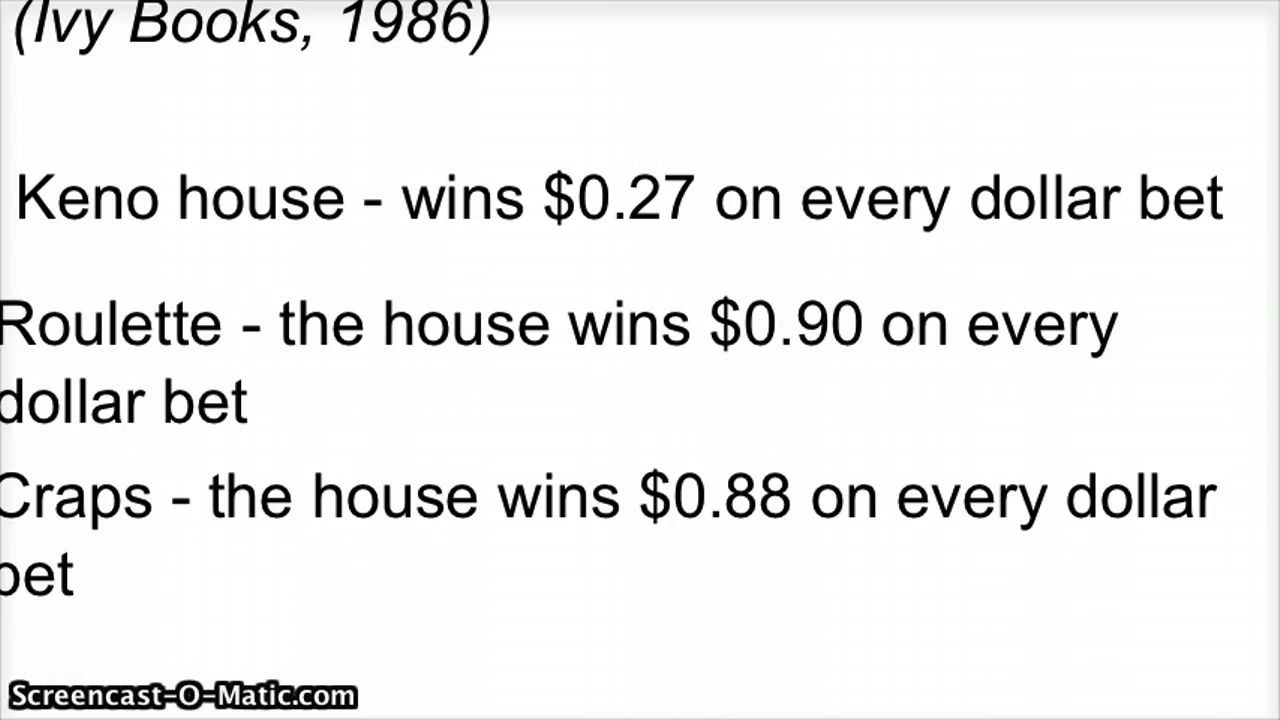 (Ivy Books, 1986)
Keno house - wins $0.27 on every dollar bet
Roulette - the house wins $0.90 on every
dollar bet
Craps - the house wins $0.88 on every dollar
bet
Screencast-O-Matic.com